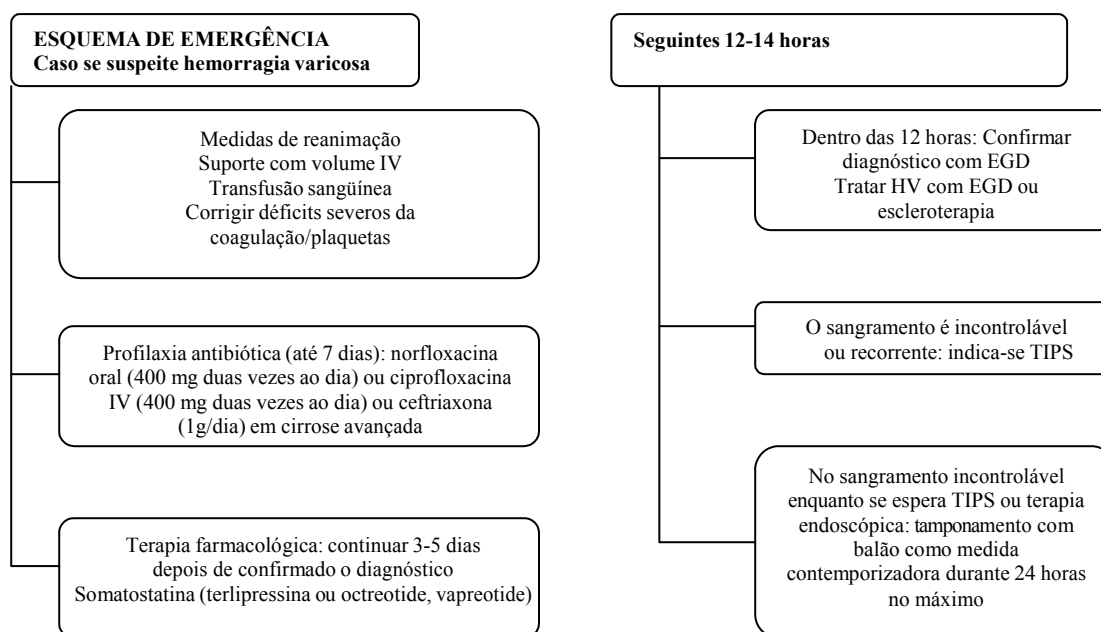 ESQUEMA DE EMERGÊNCIA
Caso se suspeite hemorragia varicosa
Medidas de reanimação
Suporte com volume IV
Transfusão sangüínea
Corrigir déficits severos da
coagulação/plaquetas
Profilaxia antibiótica (até 7 dias): norfloxacina
oral (400 mg duas vezes ao dia) ou ciprofloxacina
IV (400 mg duas vezes ao dia) ou ceftriaxona
(1g/dia) em cirrose avançada
Terapia farmacológica: continuar 3-5 dias
depois de confirmado o diagnóstico
Somatostatina (terlipressina ou octreotide, vapreotide)
Seguintes 12-14 horas
Dentro das 12 horas: Confirmar
diagnóstico com EGD
Tratar HV com EGD ou
escleroterapia
O sangramento é incontrolável
ou recorrente: indica-se TIPS
No sangramento incontrolável
enquanto se espera TIPS ou terapia
endoscópica: tamponamento com
balão como medida
contemporizadora durante 24 horas
no máximo